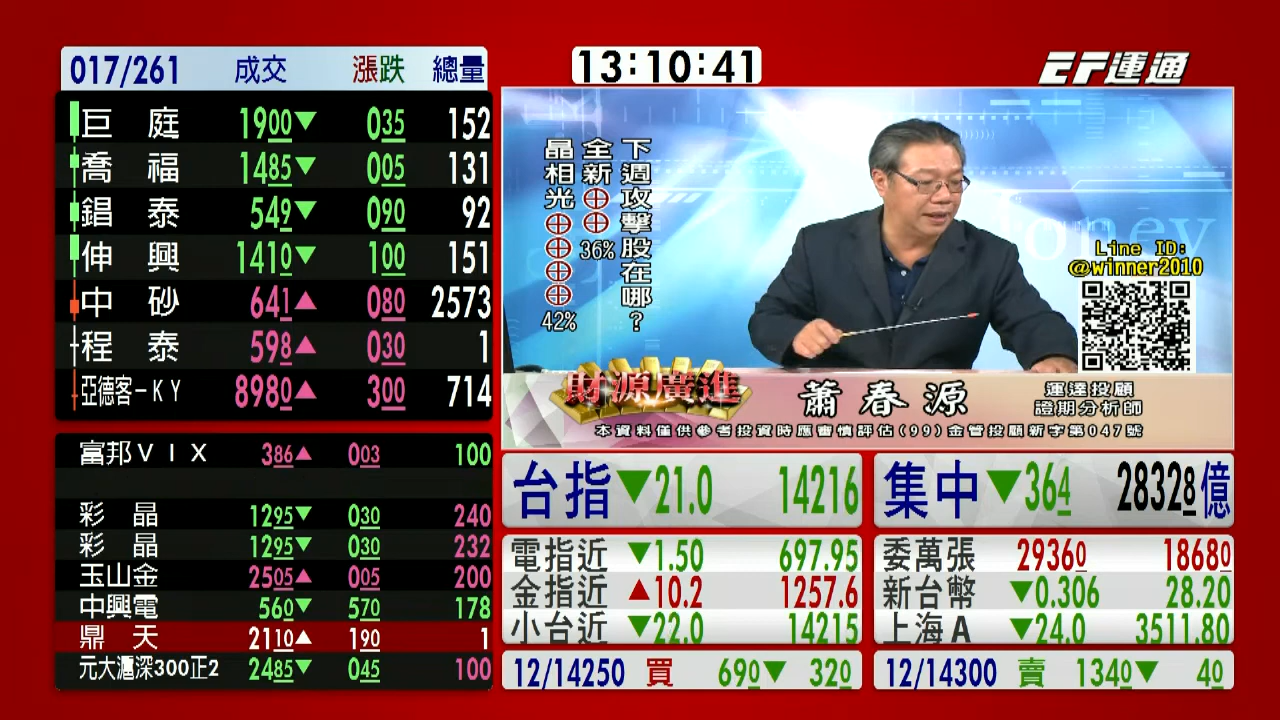 017/261 成交 漲跌 總量
巨庭 1900▼ 035 152
喬福 1485▼ 005 131
錩泰 549▼ 090 92
伸興 1410▼ 100 151
中砂 641▲ 080 2573
程泰 598▲ 030 1
亞德客-KY 8980▲ 300 714
富邦VIX 386▲ 003 100
彩晶 1295▼ 030 240
彩晶 1295▼ 030 232
玉山金 2505▲ 005 200
中興電 560▼ 570 178
鼎天 2110▲ 190 1
元大滬深300正2 2485▼ 045 100
13:10:41
EF運通
下週攻擊股在哪?
全新⊕⊕36%
晶相光⊕⊕⊕⊕42%
Line ID:
@winner2010
財源廣進
蕭春源
運達投顧
證期分析師
本資料僅供參考投資時應審慎評估(99)金管投顧新字第047號
台指▼21.0 14216
集中▼364 28328億
電指近▼1.50 697.95
金指近▲10.2 1257.6
小台近▼22.0 14215
委萬張 29360 18680
新台幣▼0.306 28.20
上海A▼24.0 3511.80
12/14250 買 690▼ 320
12/14300 賣 1340▼ 40